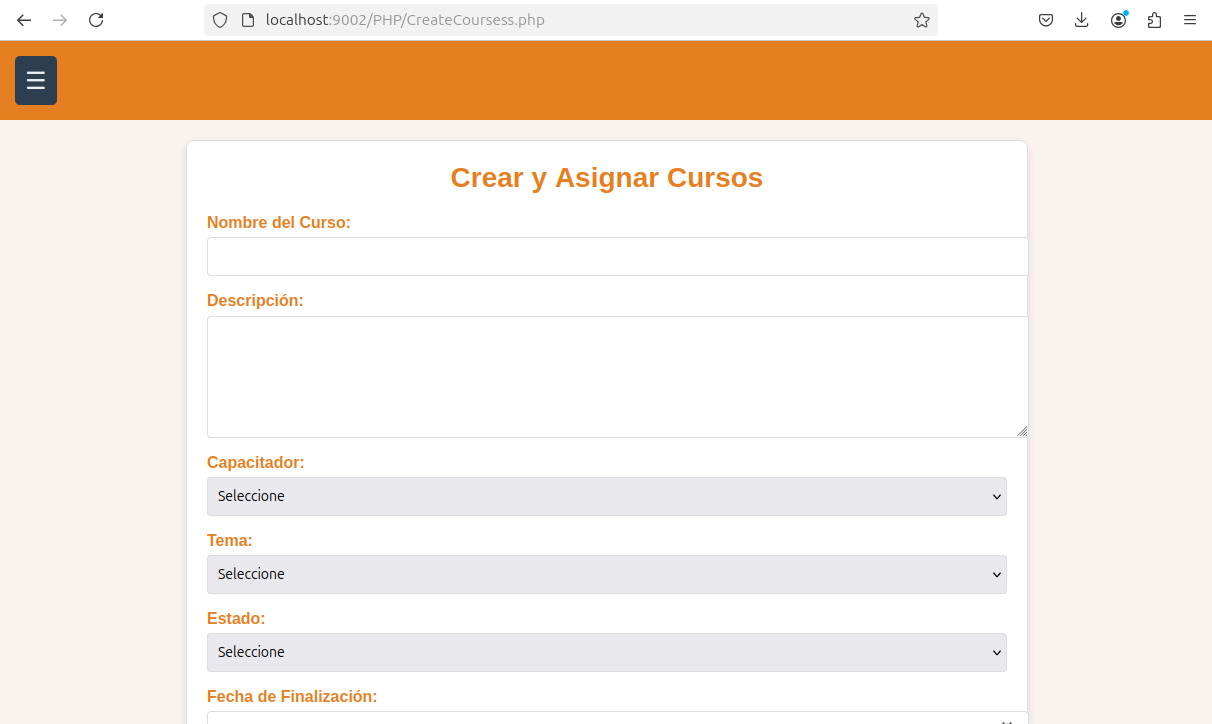 localhost:9002/PHP/CreateCoursess.php
Crear y Asignar Cursos
Nombre del Curso:
Descripción:
Capacitador:
Seleccione
Tema:
Seleccione
Estado:
Seleccione
Fecha de Finalización: